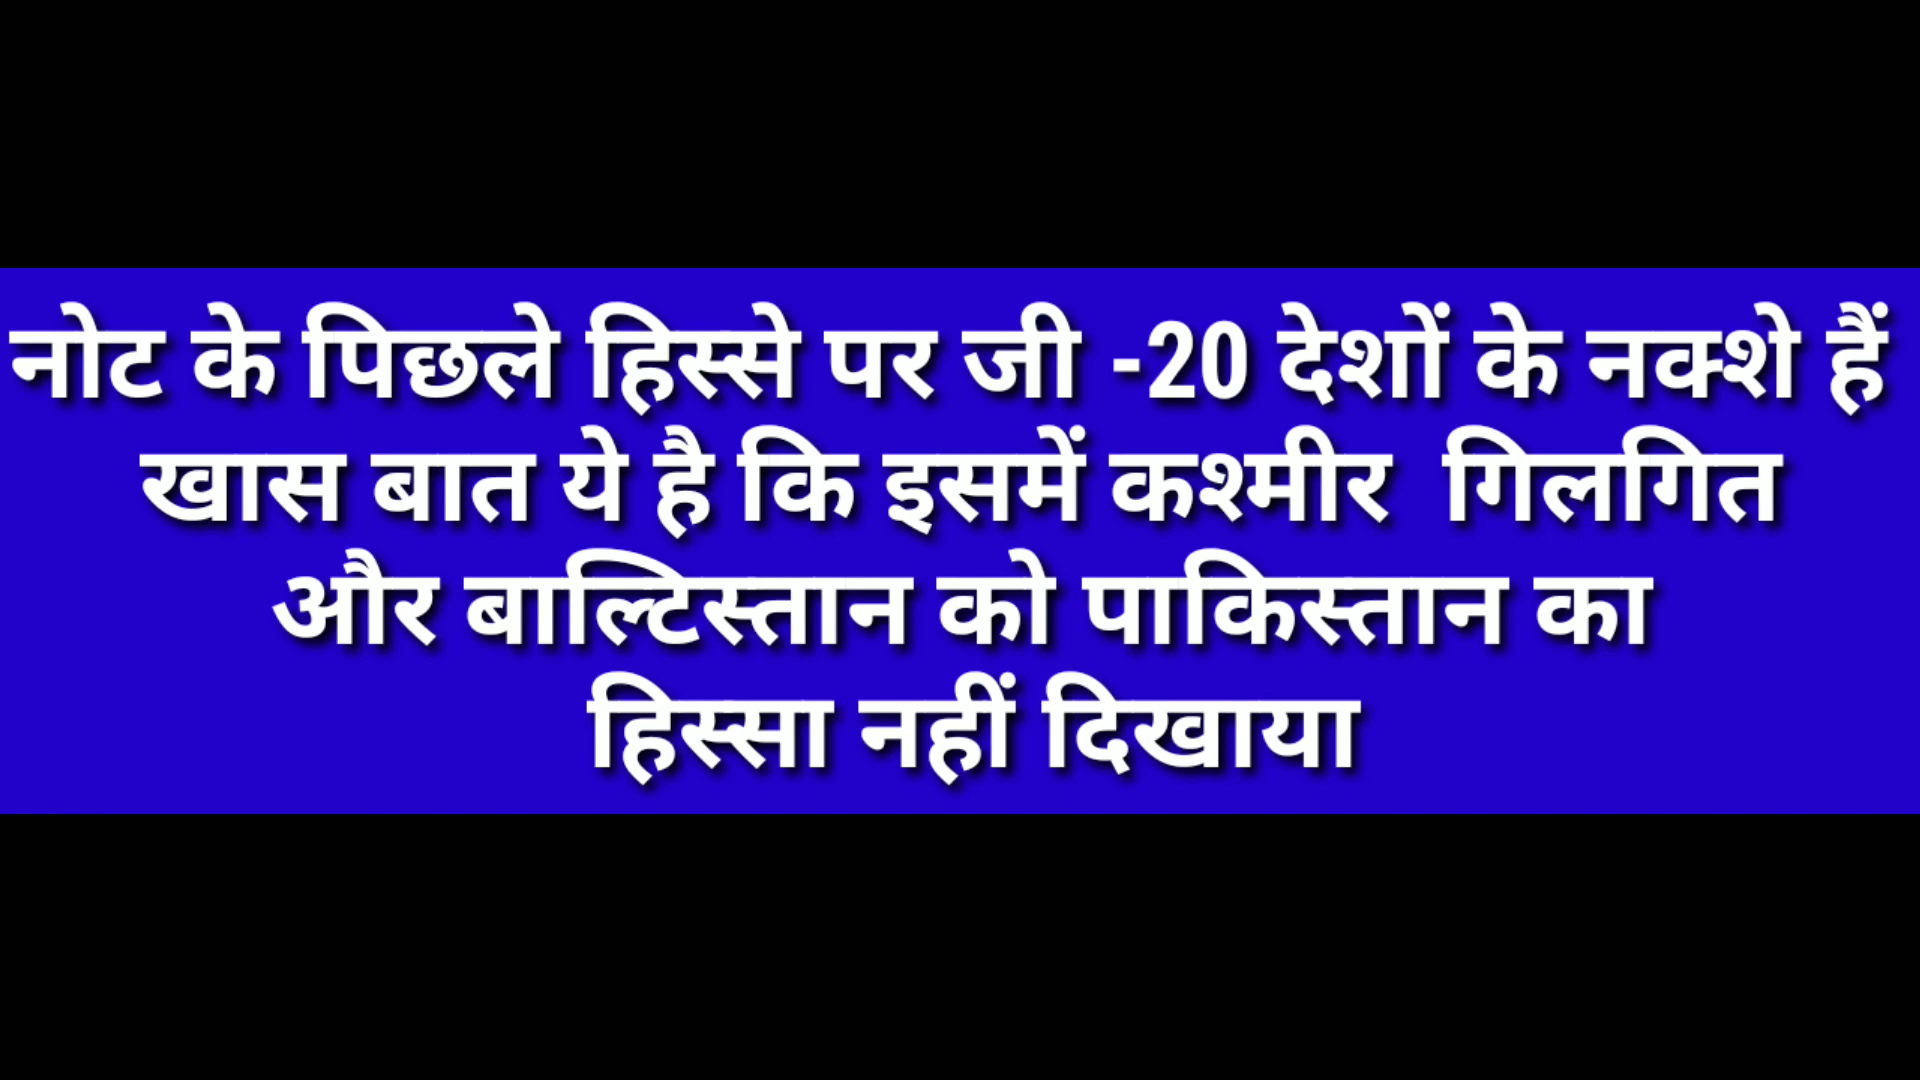 नोट के पिछले हिस्से पर जी -20 देशों के नक्शे हैं
खास बात ये है कि इसमें कश्मीर  गिलगित
और बाल्टिस्तान को पाकिस्तान का
हिस्सा नहीं दिखाया